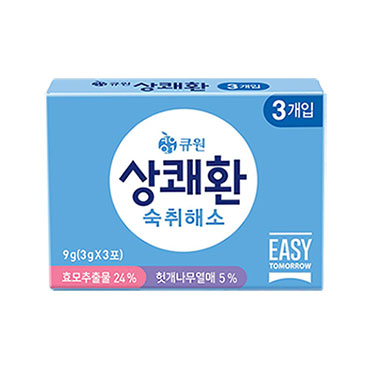 큐원 상쾌환 3개입
3개입
큐원
상쾌환
숙취해소
9g(3gX3포)
효모추출물 24% 헛개나무열매 5%
EASY
TOMORROW